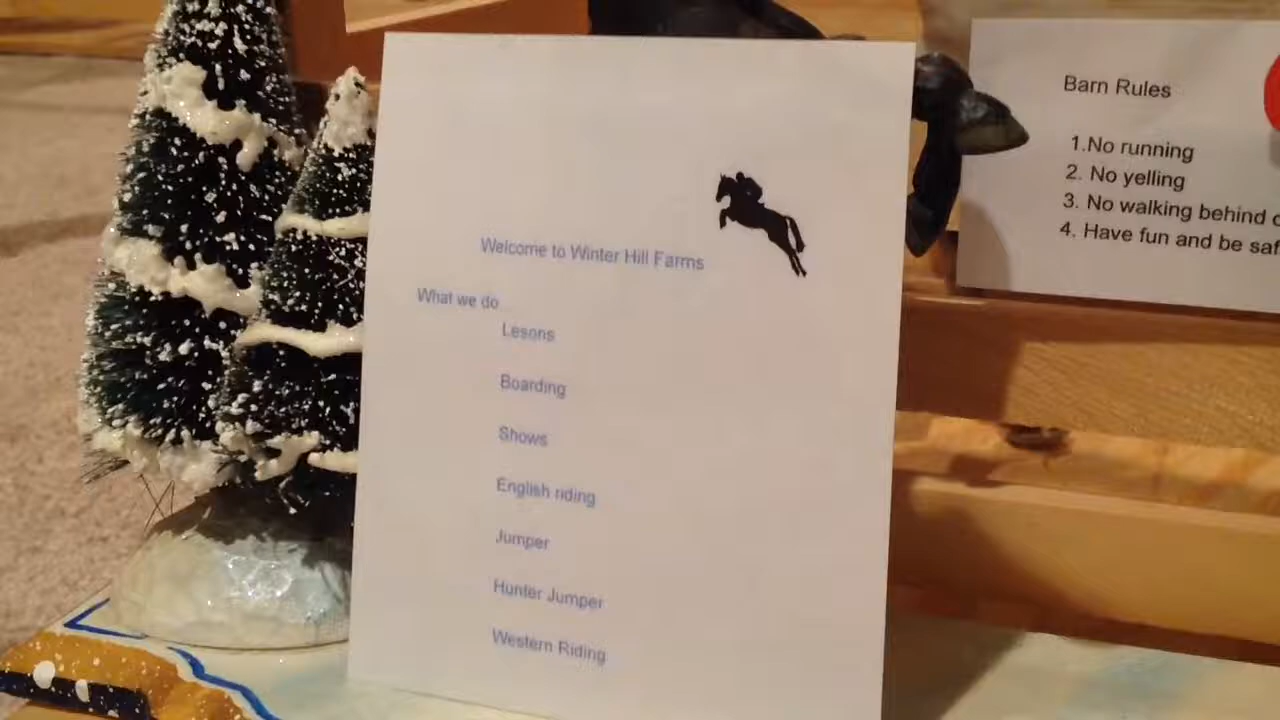 Welcome to Winter Hill Farms
What we do
Lesons
Boarding
Shows
English riding
Jumper
Hunter Jumper
Western Riding
Barn Rules
1.No running
2. No yelling
3. No walking behind
4. Have fun and be